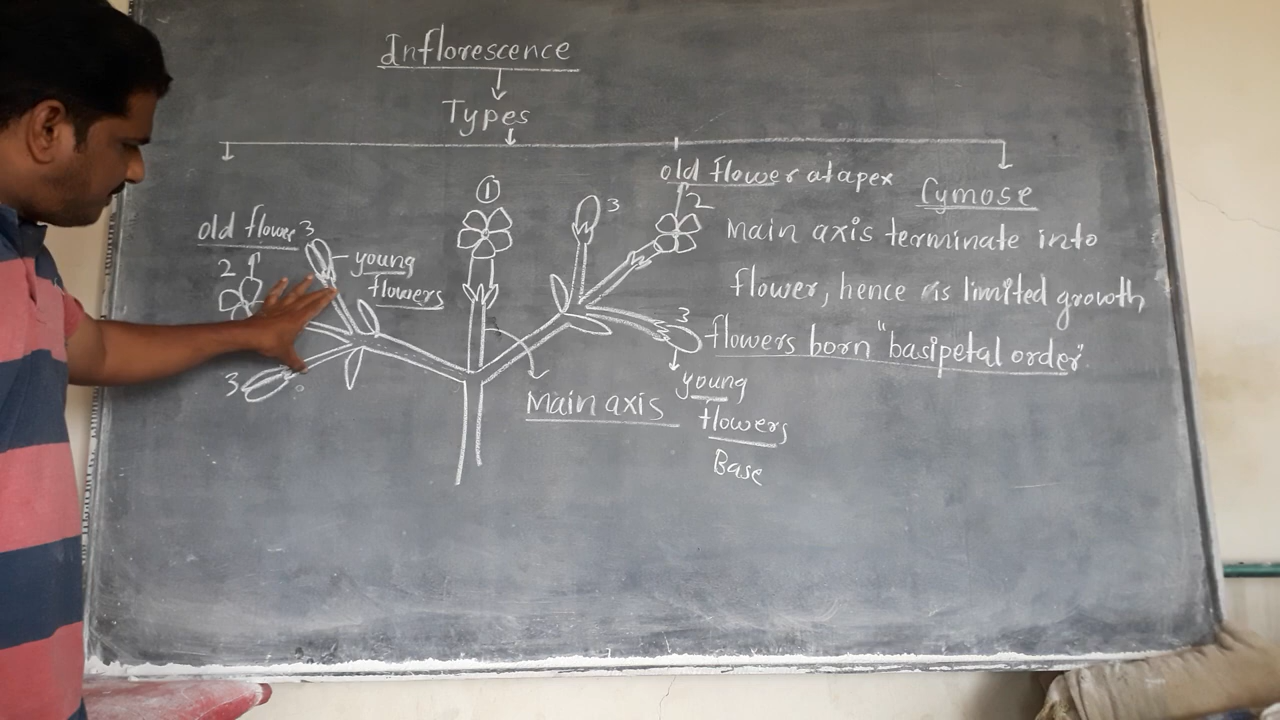 Inflorescence
Types
old flower at apex
Cymose
1
3
2
old flower
3
2
young
flowers
main axis terminate into
flower, hence is limited growth,
3
flowers born "basipetal order".
3
main axis
young
flowers
Base